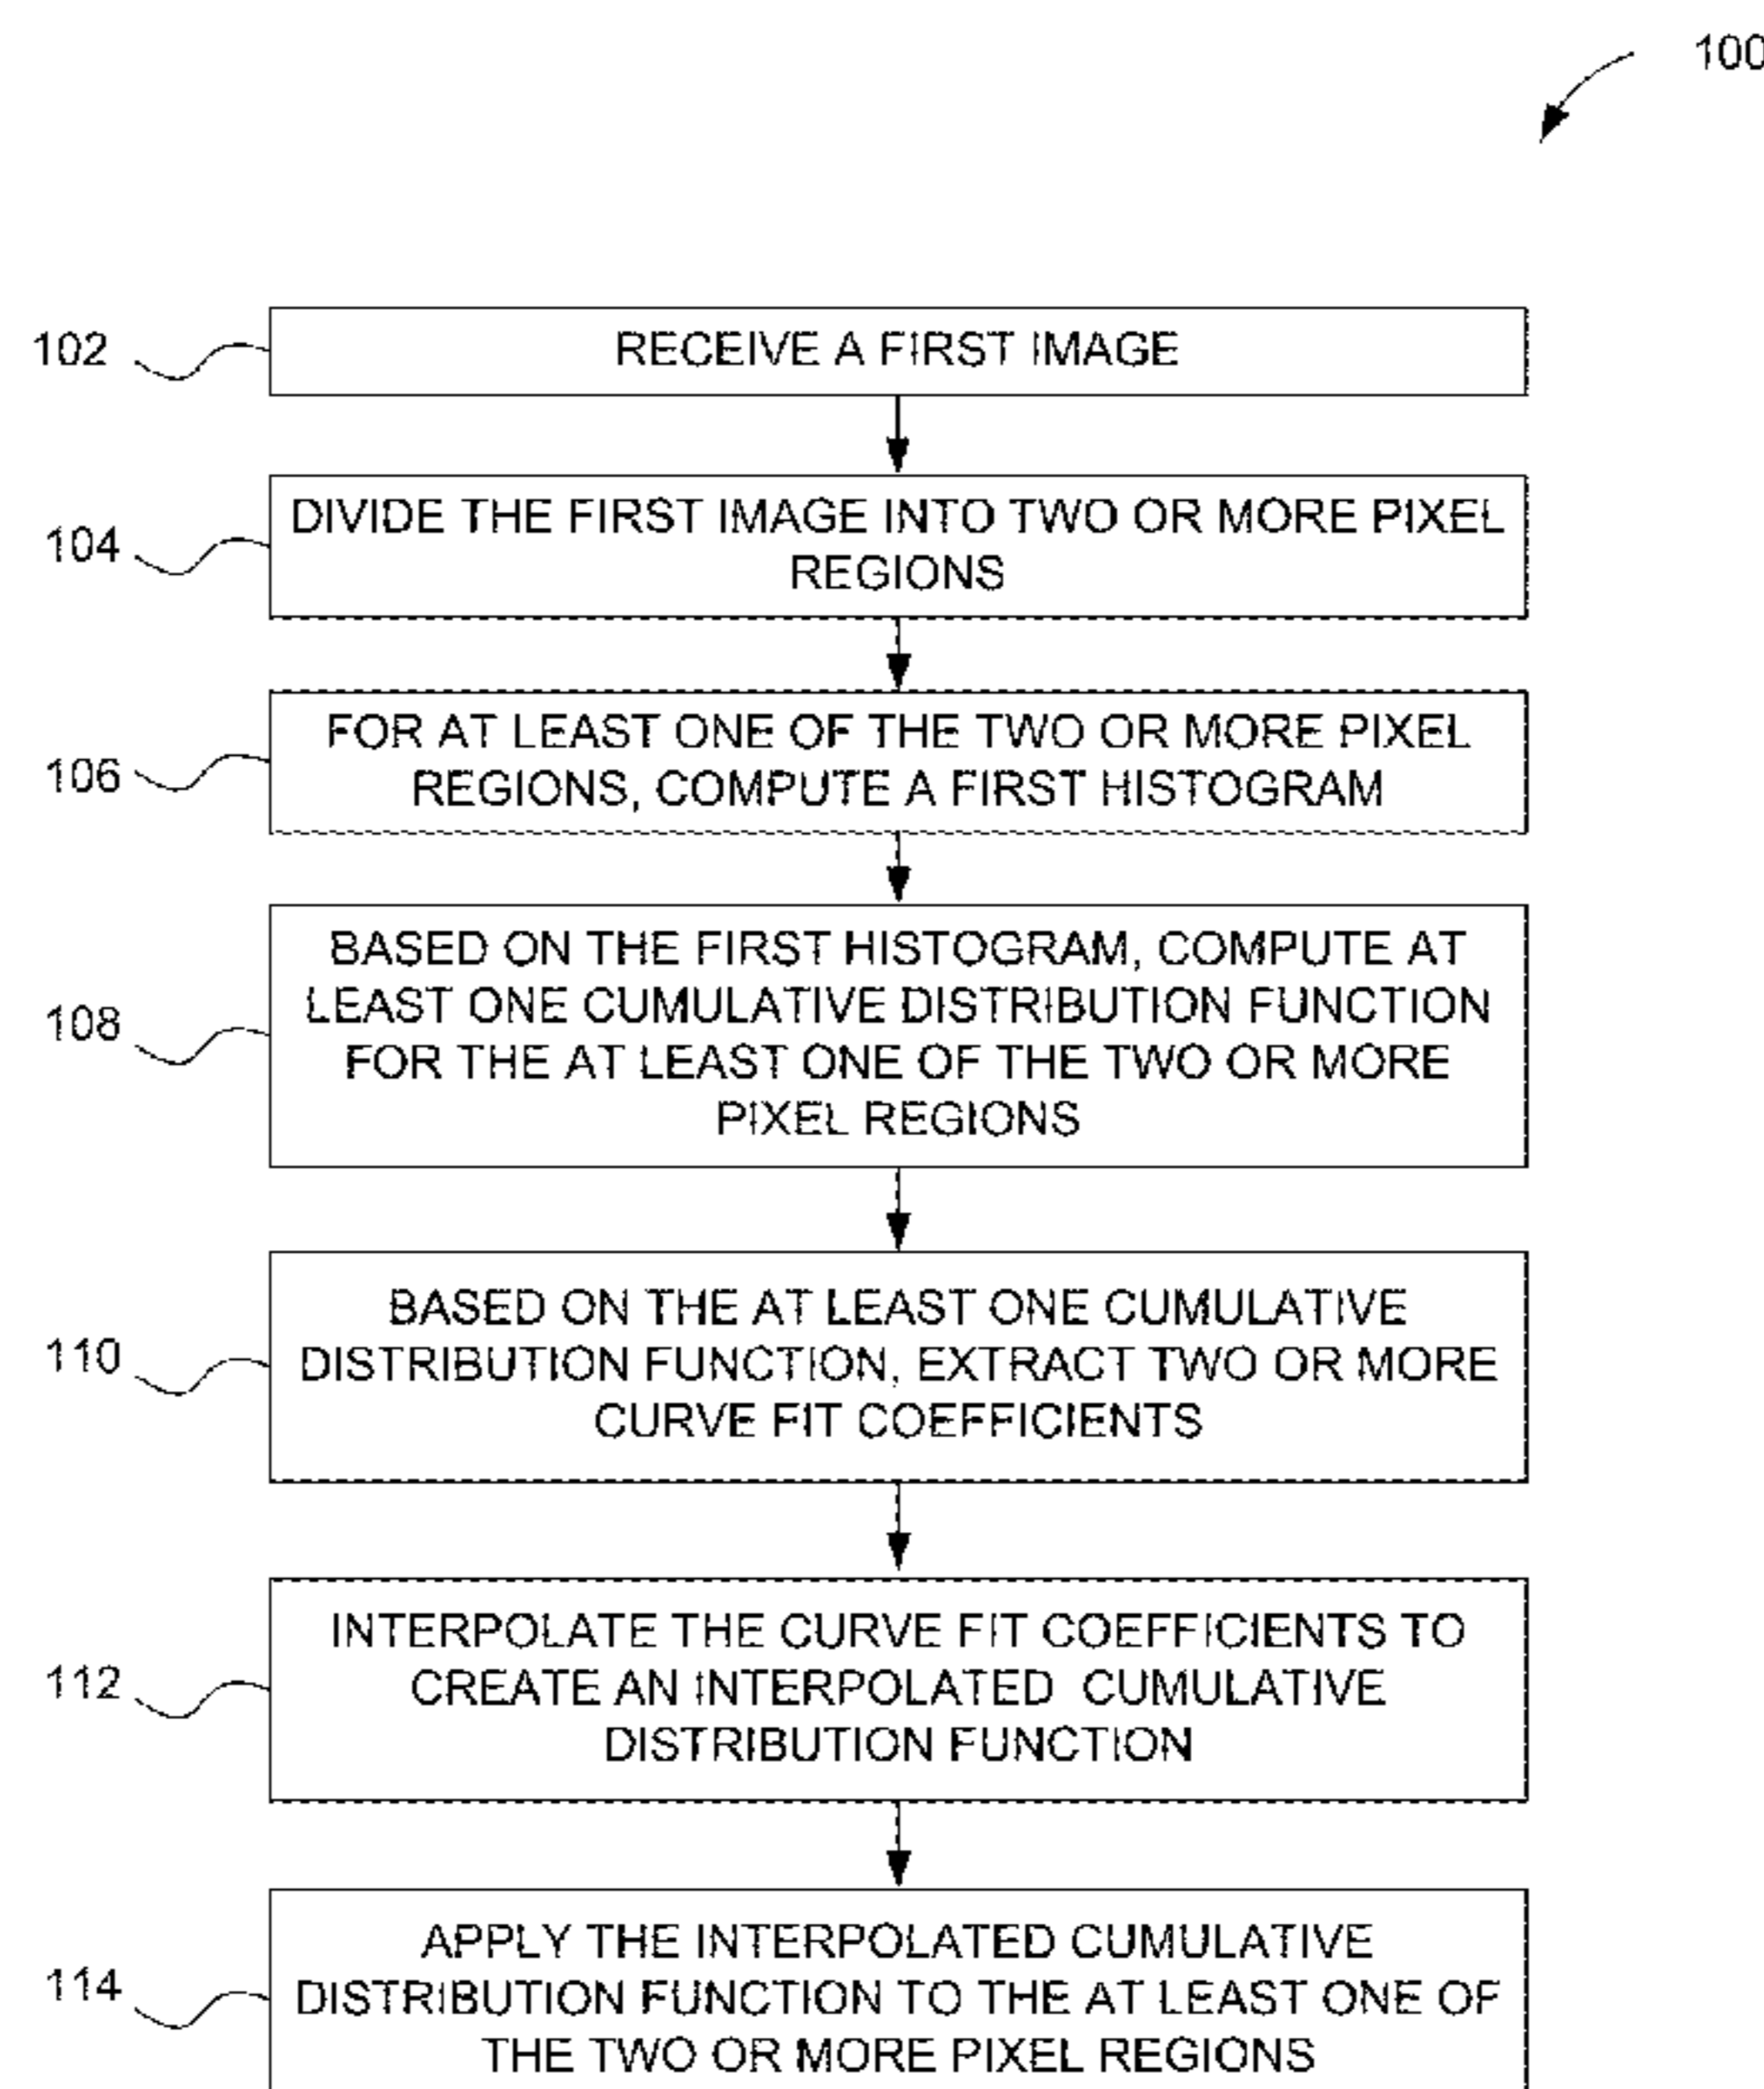 100
102
RECEIVE A FIRST IMAGE
104
DIVIDE THE FIRST IMAGE INTO TWO OR MORE PIXEL
REGIONS
106
FOR AT LEAST ONE OF THE TWO OR MORE PIXEL
REGIONS, COMPUTE A FIRST HISTOGRAM
108
BASED ON THE FIRST HISTOGRAM, COMPUTE AT
LEAST ONE CUMULATIVE DISTRIBUTION FUNCTION
FOR THE AT LEAST ONE OF THE TWO OR MORE
PIXEL REGIONS
110
BASED ON THE AT LEAST ONE CUMULATIVE
DISTRIBUTION FUNCTION, EXTRACT TWO OR MORE
CURVE FIT COEFFICIENTS
112
INTERPOLATE THE CURVE FIT COEFFICIENTS TO
CREATE AN INTERPOLATED CUMULATIVE
DISTRIBUTION FUNCTION
114
APPLY THE INTERPOLATED CUMULATIVE
DISTRIBUTION FUNCTION TO THE AT LEAST ONE OF
THE TWO OR MORE PIXEL REGIONS